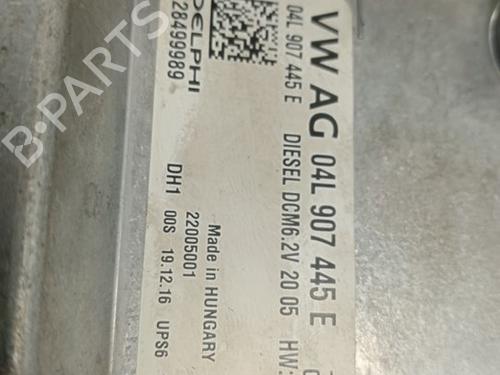 VW AG 04L 907 445 E
04L 907 445 E DIESEL DCM6.2V 20 05 HW:
DELPHI
28499989
22005001
Made in HUNGARY
DH1 00S 19.12.16 UPS6
B-PARTS